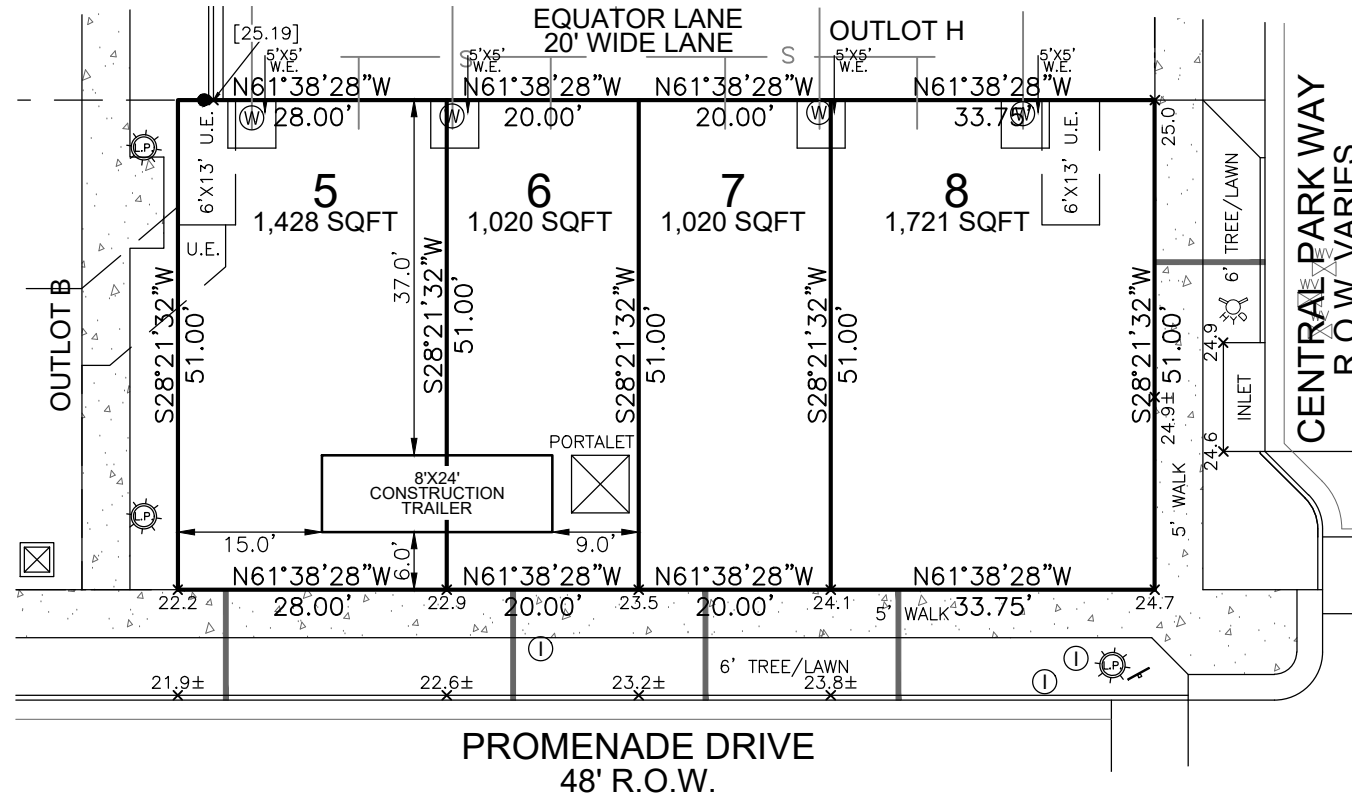 EQUATOR LANE
20' WIDE LANE
OUTLOT H
[25.19]
5'X5'
W.E.
5'X5'
W.E.
5'X5'
W.E.
5'X5'
W.E.
S
S
N61°38'28"W
N61°38'28"W
N61°38'28"W
N61°38'28"W
W
28.00'
W
20.00'
20.00'
W
33.75'
W
25.0
L.P.
6'X13' U.E.
U.E.
5
1,428 SQFT
6
1,020 SQFT
7
1,020 SQFT
8
1,721 SQFT
6'X13' U.E.
6' TREE/LAWN
CENTRAL PARK WAY
R.O.W. VARIES
OUTLOT B
S28°21'32"W
51.00'
37.0'
S28°21'32"W
51.00'
S28°21'32"W
51.00'
S28°21'32"W
51.00'
S28°21'32"W
51.00'
24.9±
24.9
INLET
24.6
5' WALK
PORTALET
8'X24'
CONSTRUCTION
TRAILER
L.P.
15.0'
6.0'
9.0'
N61°38'28"W
N61°38'28"W
N61°38'28"W
N61°38'28"W
22.2
28.00'
22.9
20.00'
23.5
20.00'
24.1
5' WALK
33.75'
24.7
I
6' TREE/LAWN
I
I
L.P.
21.9±
22.6±
23.2±
23.8±
PROMENADE DRIVE
48' R.O.W.